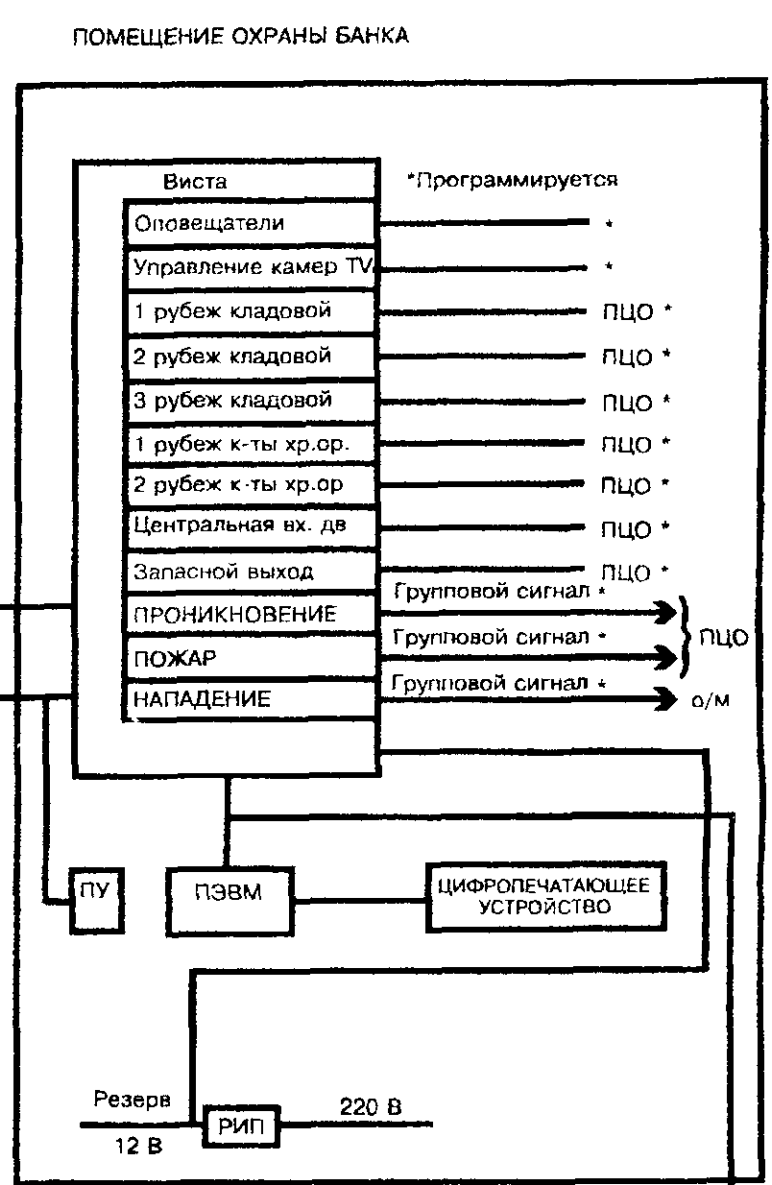 ПОМЕЩЕНИЕ ОХРАНЫ БАНКА
Виста
*Программируется
Оповещатели *
Управление камер TV *
1 рубеж кладовой ПЦО *
2 рубеж кладовой ПЦО *
3 рубеж кладовой ПЦО *
1 рубеж к-ты хр.ор. ПЦО *
2 рубеж к-ты хр.ор ПЦО *
Центральная вх. дв ПЦО *
Запасной выход ПЦО *
ПРОНИКНОВЕНИЕ Групповой сигнал *
ПОЖАР Групповой сигнал *
ПЦО
НАПАДЕНИЕ Групповой сигнал * о/м
ПУ
ПЭВМ
ЦИФРОПЕЧАТАЮЩЕЕ
УСТРОЙСТВО
Резерв
12 В
РИП
220 В